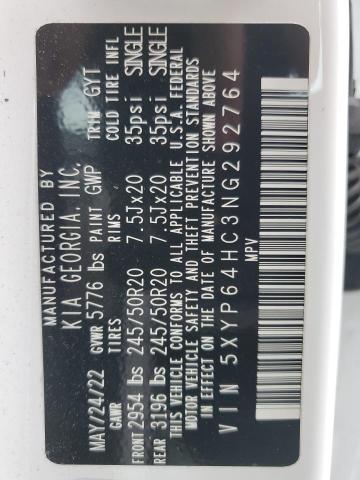 MANUFACTURED BY
KIA GEORGIA, INC.
MAY/24/22 GVWR 5776 lbs PAINT GWP TRIM GYT
GAWR TIRES RIMS COLD TIRE INFL
FRONT 2954 lbs 245/50R20 7.5Jx20 35psi SINGLE
REAR 3196 lbs 245/50R20 7.5Jx20 35psi SINGLE
THIS VEHICLE CONFORMS TO ALL APPLICABLE U.S.A. FEDERAL
MOTOR VEHICLE SAFETY AND THEFT PREVENTION STANDARDS
IN EFFECT ON THE DATE OF MANUFACTURE SHOWN ABOVE
VIN 5XYP64HC3NG292764
MPV